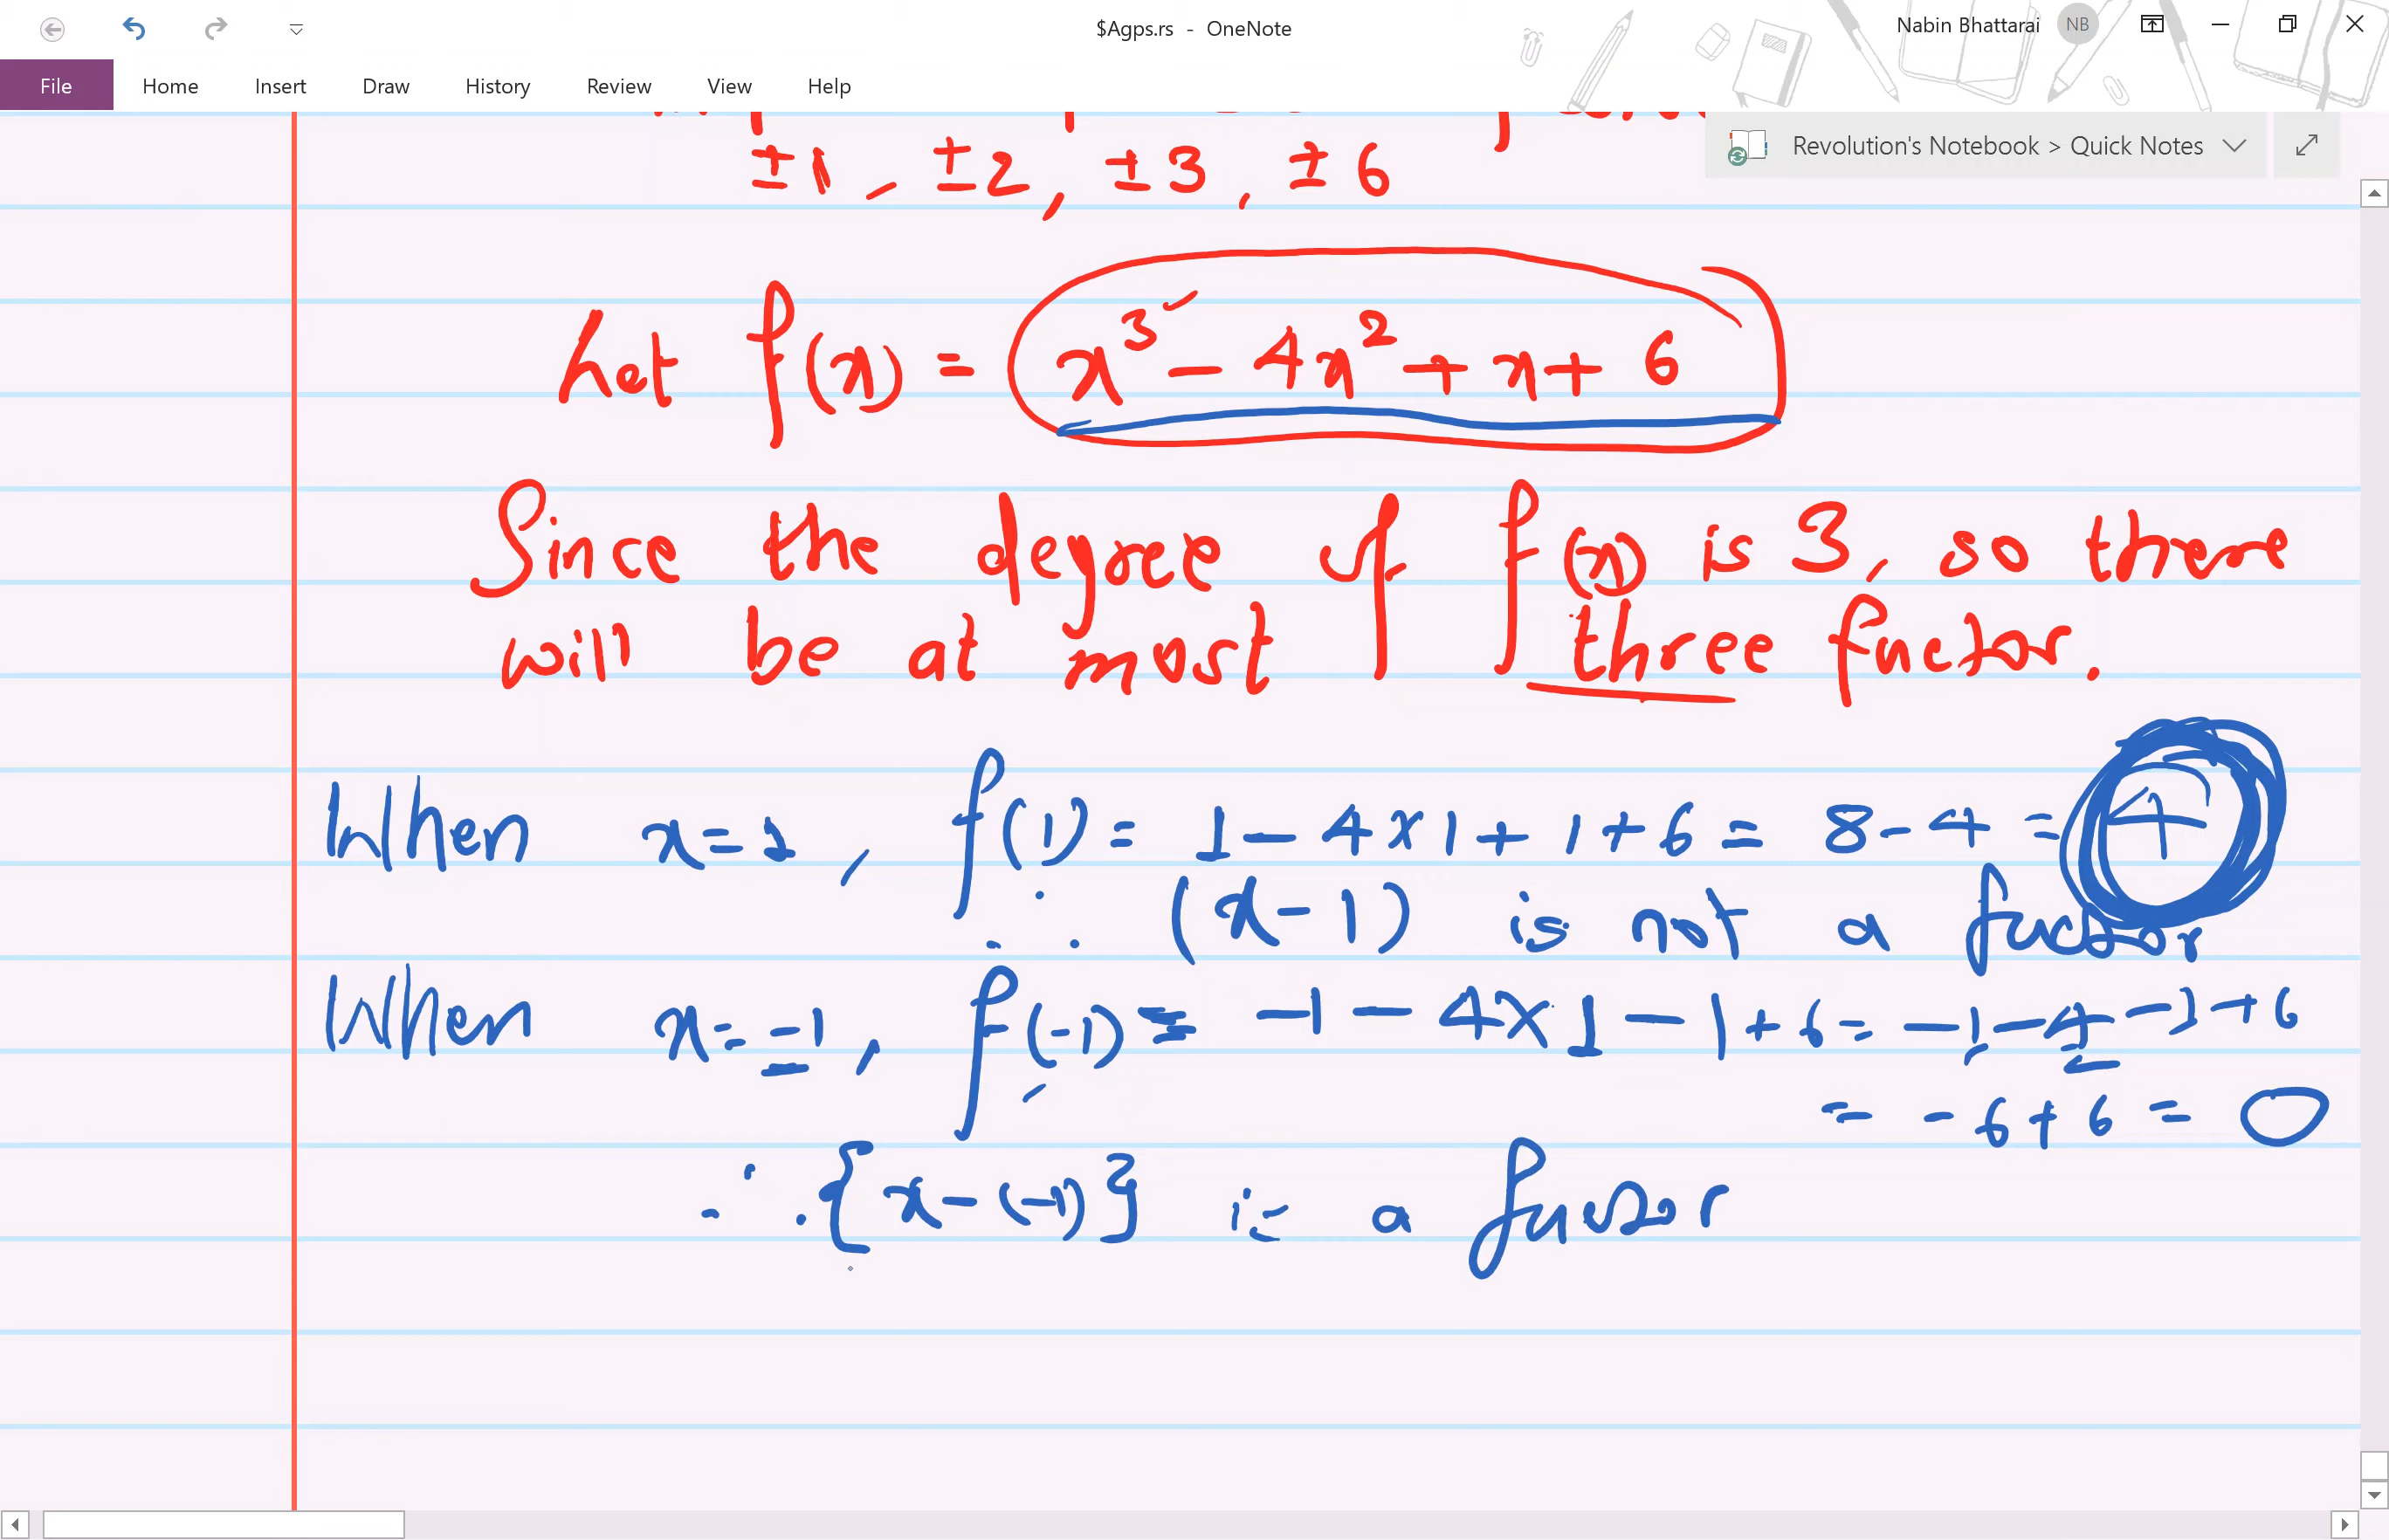 $Agps.rs - OneNote
Nabin Bhattarai NB
File Home Insert Draw History Review View Help
Revolution's Notebook > Quick Notes
±1, ±2, ±3, ±6
Let f(x) = x³ - 4x² + x + 6
Since the degree of f(x) is 3, so there
will be at most three factor.
When x = 1, f(1) = 1 - 4×1 + 1 + 6 = 8 - 4 = 4
∴ (x - 1) is not a factor
When x = -1, f(-1) = -1 - 4×1 - 1 + 6 = -1 - 4 - 1 + 6
= -6 + 6 = 0
∴ {x - (-1)} is a factor